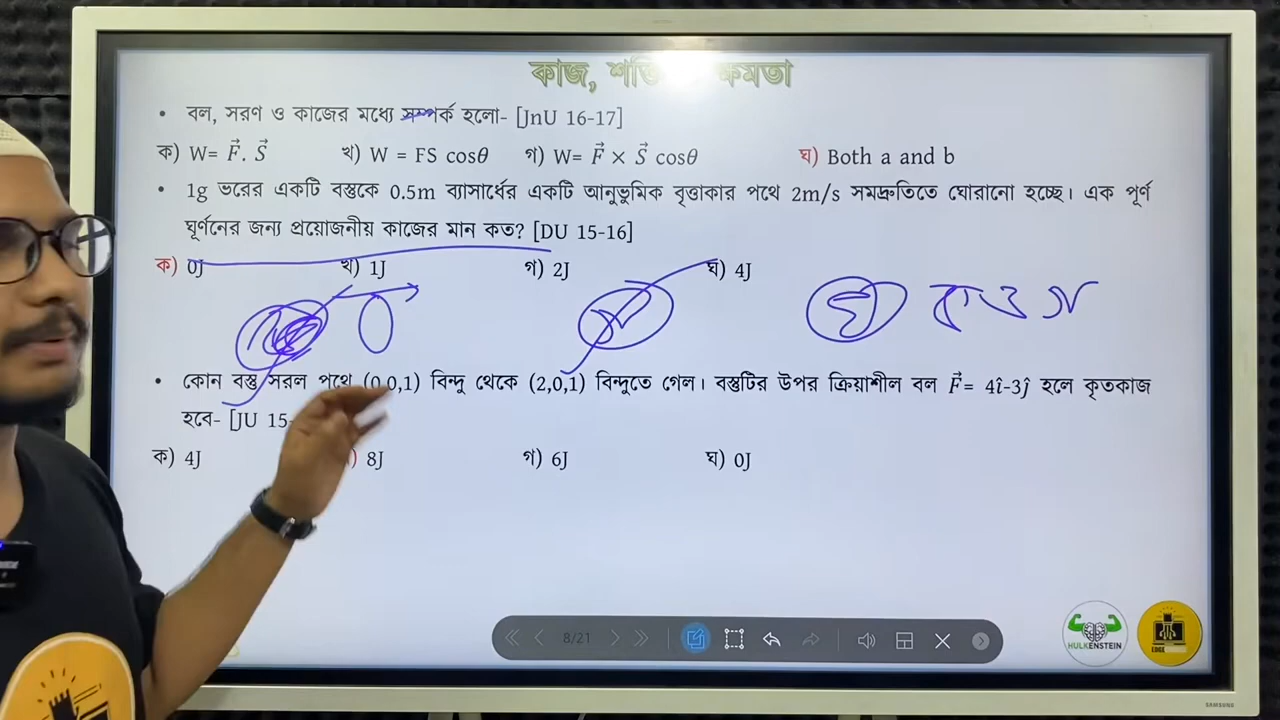 কাজ, শক্তি ক্ষমতা
• বল, সরণ ও কাজের মধ্যে সম্পর্ক হলো- [JnU 16-17]
ক) W= F⃗. S⃗ খ) W = FS cosθ গ) W= F⃗ × S⃗ cosθ ঘ) Both a and b
• 1g ভরের একটি বস্তুকে 0.5m ব্যাসার্ধের একটি আনুভুমিক বৃত্তাকার পথে 2m/s সমদ্রুতিতে ঘোরানো হচ্ছে। এক পূর্ণ
ঘূর্ণনের জন্য প্রয়োজনীয় কাজের মান কত? [DU 15-16]
ক) 0J খ) 1J গ) 2J ঘ) 4J
ঘ ক ও
• কোন বস্তু সরল পথে (0,0,1) বিন্দু থেকে (2,0,1) বিন্দুতে গেল। বস্তুটির উপর ক্রিয়াশীল বল F⃗= 4î-3ĵ হলে কৃতকাজ
হবে- [JU 15-
ক) 4J ) 8J গ) 6J ঘ) 0J
8/21
HULKENSTEIN
EDGE
SAMSUNG